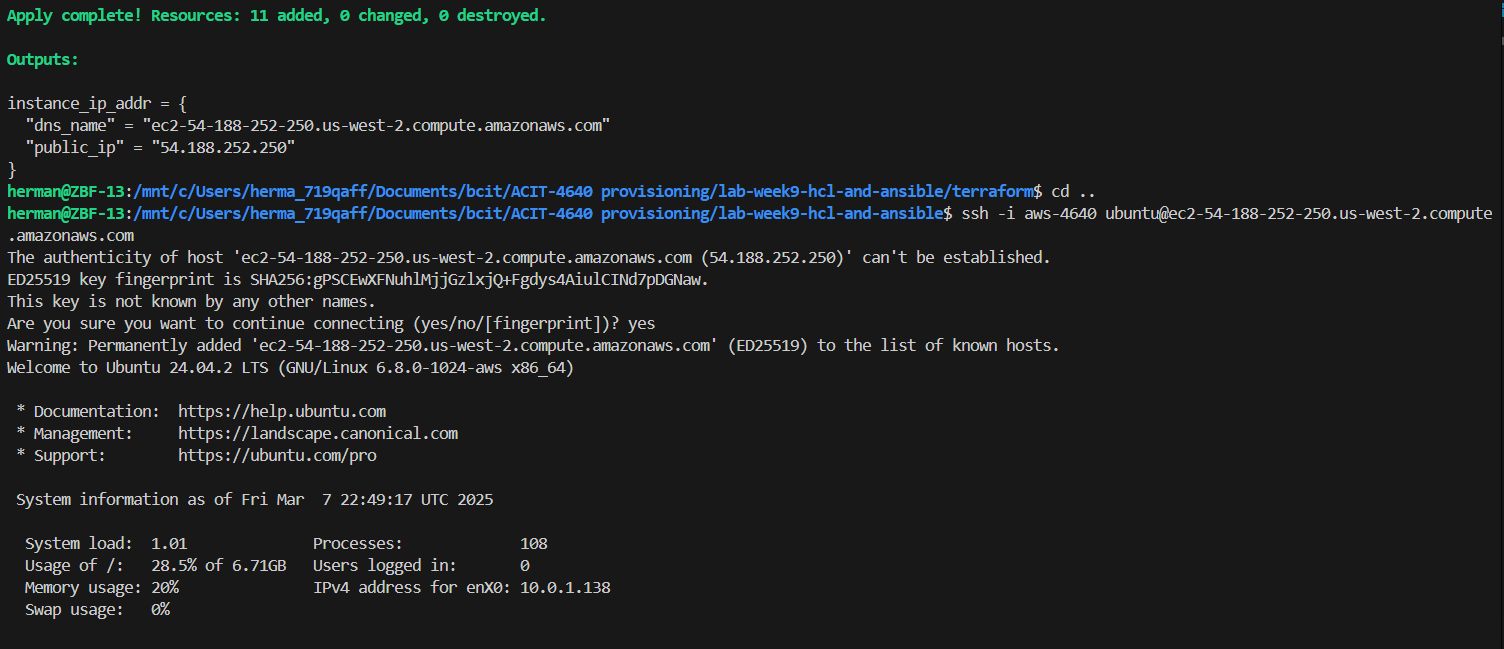 Apply complete! Resources: 11 added, 0 changed, 0 destroyed.
Outputs:
instance_ip_addr = {
  "dns_name" = "ec2-54-188-252-250.us-west-2.compute.amazonaws.com"
  "public_ip" = "54.188.252.250"
}
herman@ZBF-13:/mnt/c/Users/herma_719qaff/Documents/bcit/ACIT-4640 provisioning/lab-week9-hcl-and-ansible/terraform$ cd ..
herman@ZBF-13:/mnt/c/Users/herma_719qaff/Documents/bcit/ACIT-4640 provisioning/lab-week9-hcl-and-ansible$ ssh -i aws-4640 ubuntu@ec2-54-188-252-250.us-west-2.compute
.amazonaws.com
The authenticity of host 'ec2-54-188-252-250.us-west-2.compute.amazonaws.com (54.188.252.250)' can't be established.
ED25519 key fingerprint is SHA256:gPSCEwXFNuhlMjjGzlxjQ+Fgdys4AiulCINd7pDGNaw.
This key is not known by any other names.
Are you sure you want to continue connecting (yes/no/[fingerprint])? yes
Warning: Permanently added 'ec2-54-188-252-250.us-west-2.compute.amazonaws.com' (ED25519) to the list of known hosts.
Welcome to Ubuntu 24.04.2 LTS (GNU/Linux 6.8.0-1024-aws x86_64)
 * Documentation:  https://help.ubuntu.com
 * Management:     https://landscape.canonical.com
 * Support:        https://ubuntu.com/pro
 System information as of Fri Mar  7 22:49:17 UTC 2025
  System load:  1.01              Processes:             108
  Usage of /:   28.5% of 6.71GB   Users logged in:       0
  Memory usage: 20%               IPv4 address for enX0: 10.0.1.138
  Swap usage:   0%